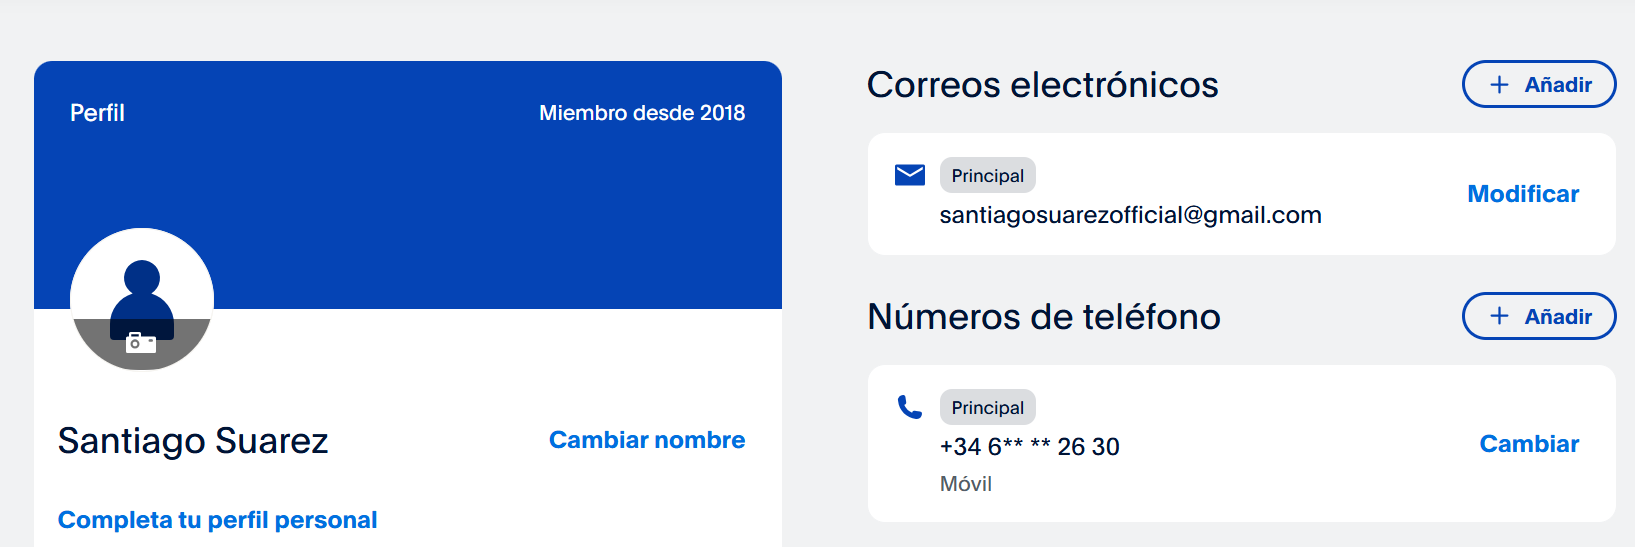 Perfil
Miembro desde 2018
Santiago Suarez
Cambiar nombre
Completa tu perfil personal
Correos electrónicos
+ Añadir
Principal
santiagosuarezofficial@gmail.com
Modificar
Números de teléfono
+ Añadir
Principal
+34 6** ** 26 30
Móvil
Cambiar